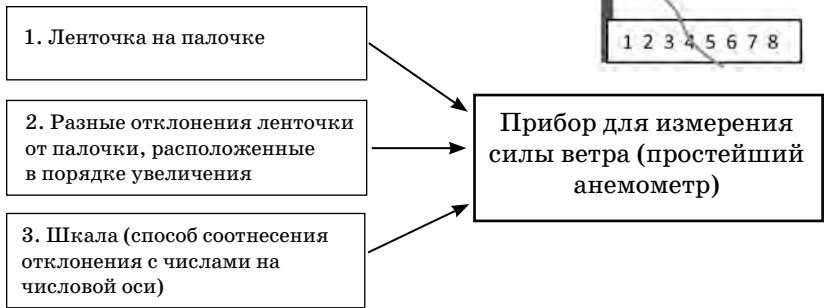 1. Ленточка на палочке
1 2 3 4 5 6 7 8
2. Разные отклонения ленточки
от палочки, расположенные
в порядке увеличения
Прибор для измерения
силы ветра (простейший
анемометр)
3. Шкала (способ соотнесения
отклонения с числами на
числовой оси)